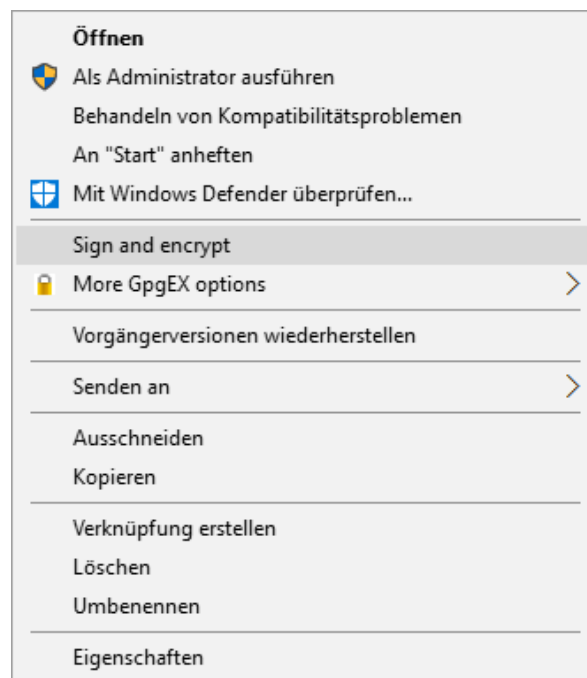 Öffnen
Als Administrator ausführen
Behandeln von Kompatibilitätsproblemen
An "Start" anheften
Mit Windows Defender überprüfen...
Sign and encrypt
More GpgEX options
Vorgängerversionen wiederherstellen
Senden an
Ausschneiden
Kopieren
Verknüpfung erstellen
Löschen
Umbenennen
Eigenschaften